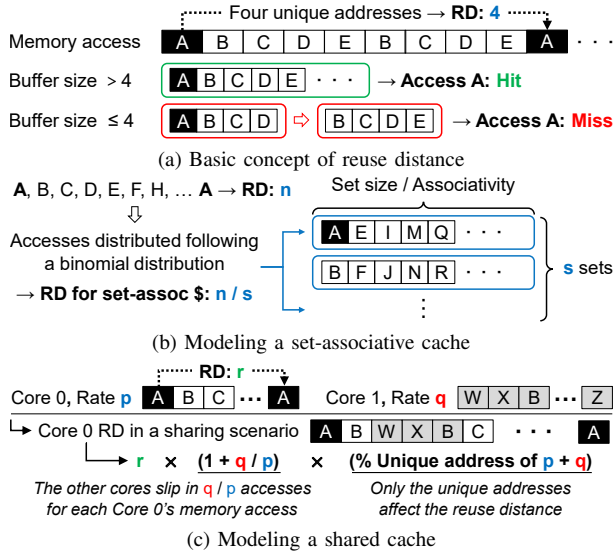 Four unique addresses → RD: 4
Memory access A B C D E B C D E A · · ·
Buffer size > 4 A B C D E · · · → Access A: Hit
Buffer size ≤ 4 A B C D ⇨ B C D E → Access A: Miss
(a) Basic concept of reuse distance
A, B, C, D, E, F, H, … A → RD: n
Set size / Associativity
Accesses distributed following
a binomial distribution
→ RD for set-assoc $: n / s
A E I M Q · · ·
B F J N R · · ·
⋮
s sets
(b) Modeling a set-associative cache
RD: r
Core 0, Rate p A B C ··· A Core 1, Rate q W X B ··· Z
Core 0 RD in a sharing scenario A B W X B C · · · A
r × (1 + q / p) × (% Unique address of p + q)
The other cores slip in q / p accesses
for each Core 0's memory access
Only the unique addresses
affect the reuse distance
(c) Modeling a shared cache